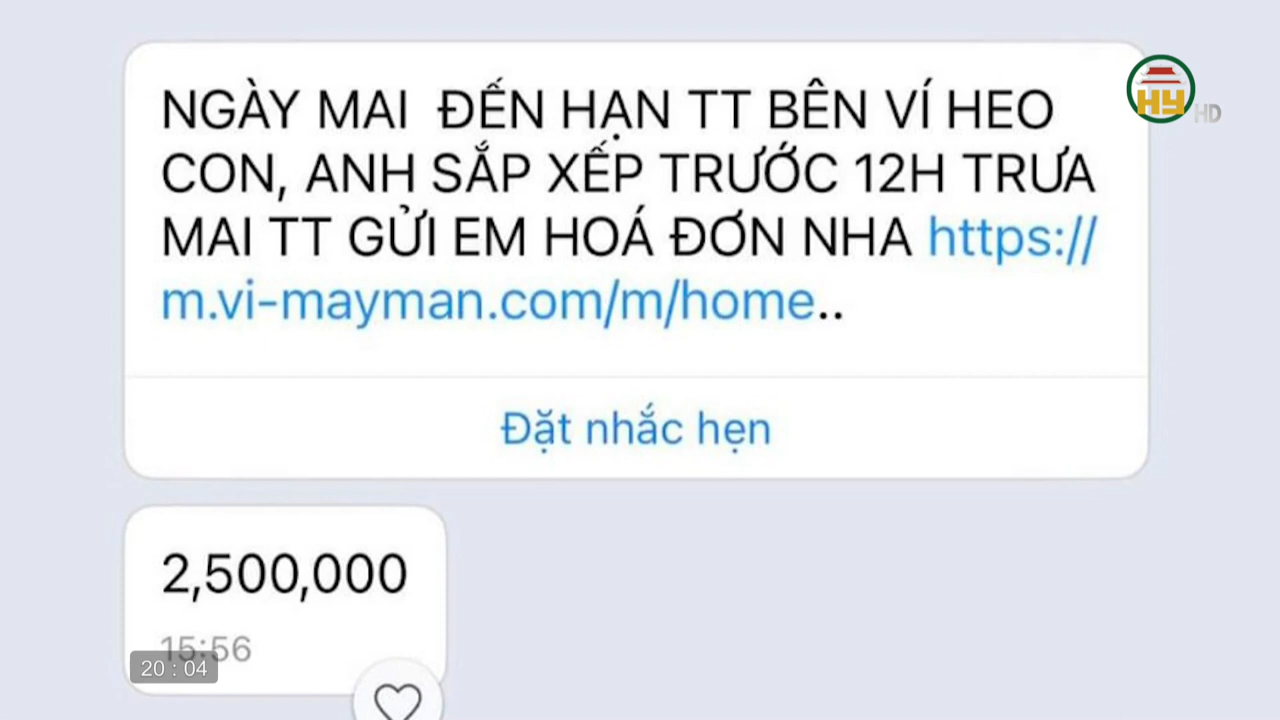 NGÀY MAI  ĐẾN HẠN TT BÊN VÍ HEO
CON, ANH SẮP XẾP TRƯỚC 12H TRƯA
MAI TT GỬI EM HOÁ ĐƠN NHA https://
m.vi-mayman.com/m/home..
Đặt nhắc hẹn
2,500,000
15:56
20 : 04
HY HD